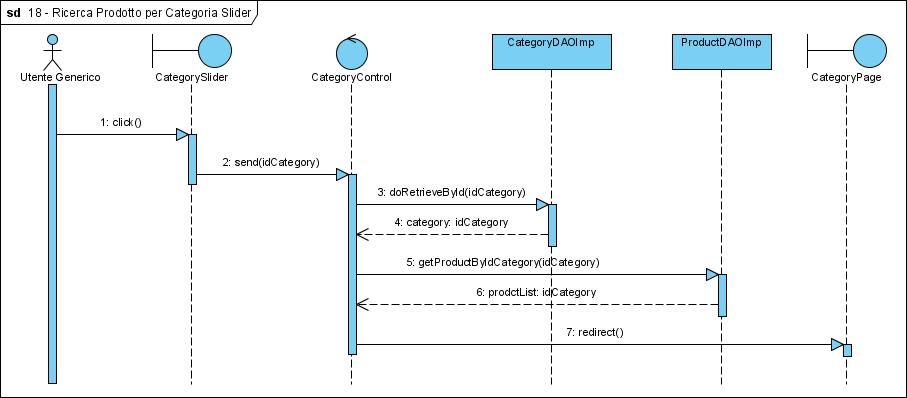 sd 18 - Ricerca Prodotto per Categoria Slider
Utente Generico
CategorySlider
CategoryControl
CategoryDAOImp
ProductDAOImp
CategoryPage
1: click()
2: send(idCategory)
3: doRetrieveById(idCategory)
4: category: idCategory
5: getProductByIdCategory(idCategory)
6: prodctList: idCategory
7: redirect()